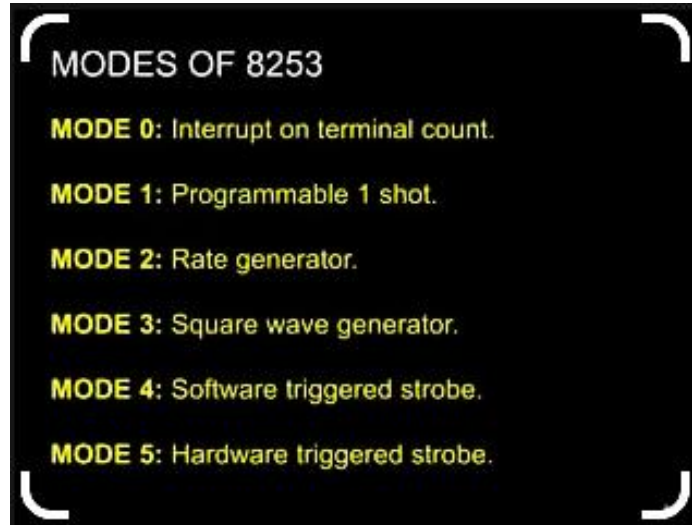 MODES OF 8253
MODE 0: Interrupt on terminal count.
MODE 1: Programmable 1 shot.
MODE 2: Rate generator.
MODE 3: Square wave generator.
MODE 4: Software triggered strobe.
MODE 5: Hardware triggered strobe.